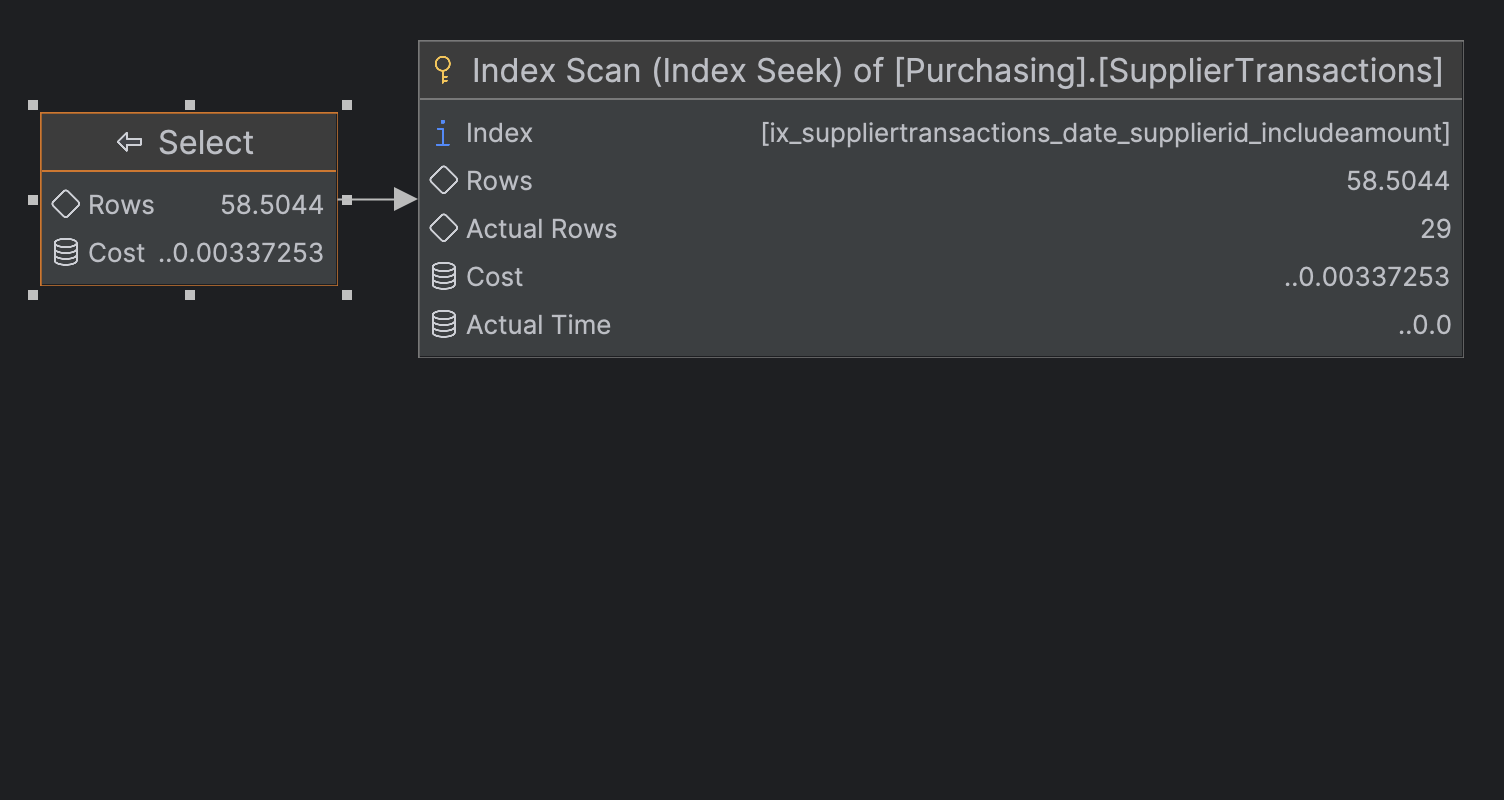 Select
Rows 58.5044
Cost ..0.00337253
Index Scan (Index Seek) of [Purchasing].[SupplierTransactions]
Index [ix_suppliertransactions_date_supplierid_includeamount]
Rows 58.5044
Actual Rows 29
Cost ..0.00337253
Actual Time ..0.0